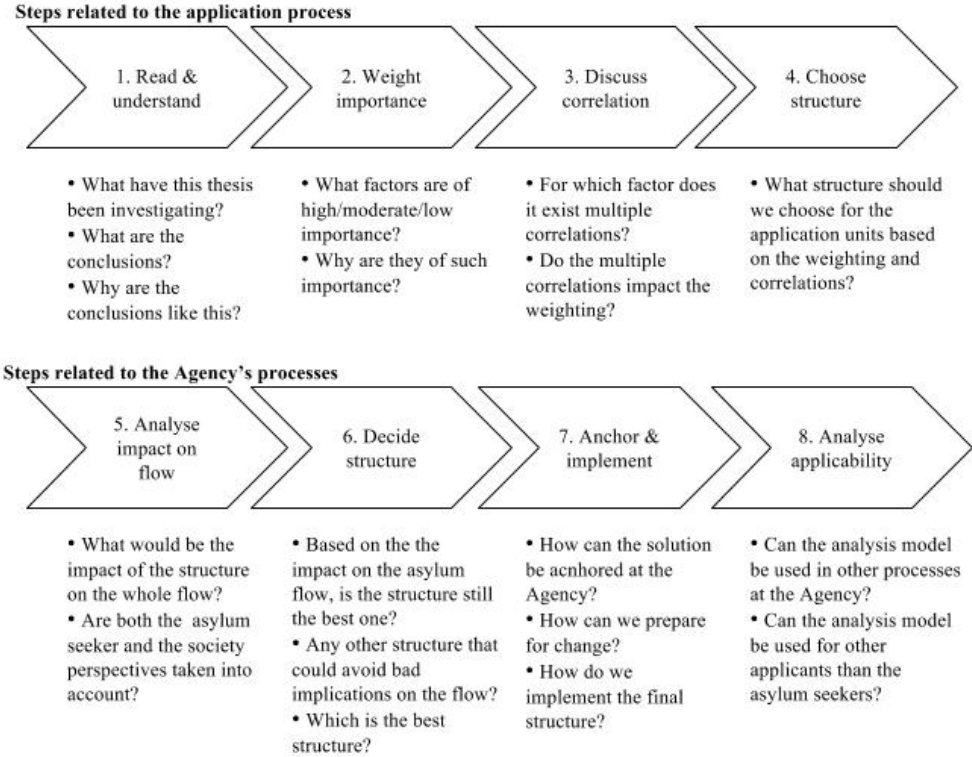 Steps related to the application process
1. Read &
understand
2. Weight
importance
3. Discuss
correlation
4. Choose
structure
• What have this thesis
been investigating?
• What are the
conclusions?
• Why are the
conclusions like this?
• What factors are of
high/moderate/low
importance?
• Why are they of such
importance?
• For which factor does
it exist multiple
correlations?
• Do the multiple
correlations impact the
weighting?
• What structure should
we choose for the
application units based
on the weighting and
correlations?
Steps related to the Agency's processes
5. Analyse
impact on
flow
6. Decide
structure
7. Anchor &
implement
8. Analyse
applicability
• What would be the
impact of the structure
on the whole flow?
• Are both the asylum
seeker and the society
perspectives taken into
account?
• Based on the the
impact on the asylum
flow, is the structure still
the best one?
• Any other structure that
could avoid bad
implications on the flow?
• Which is the best
structure?
• How can the solution
be acnhored at the
Agency?
• How can we prepare
for change?
• How do we
implement the final
structure?
• Can the analysis model
be used in other processes
at the Agency?
• Can the analysis model
be used for other
applicants than the
asylum seekers?